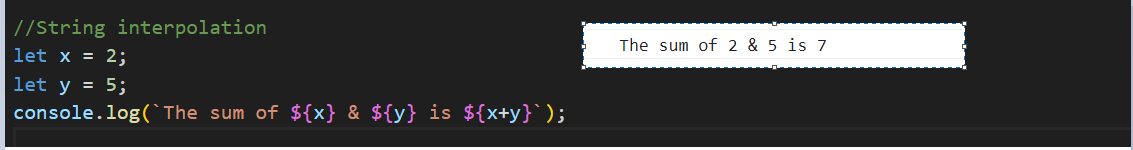 //String interpolation
let x = 2;
let y = 5;
console.log(`The sum of ${x} & ${y} is ${x+y}`);
The sum of 2 & 5 is 7